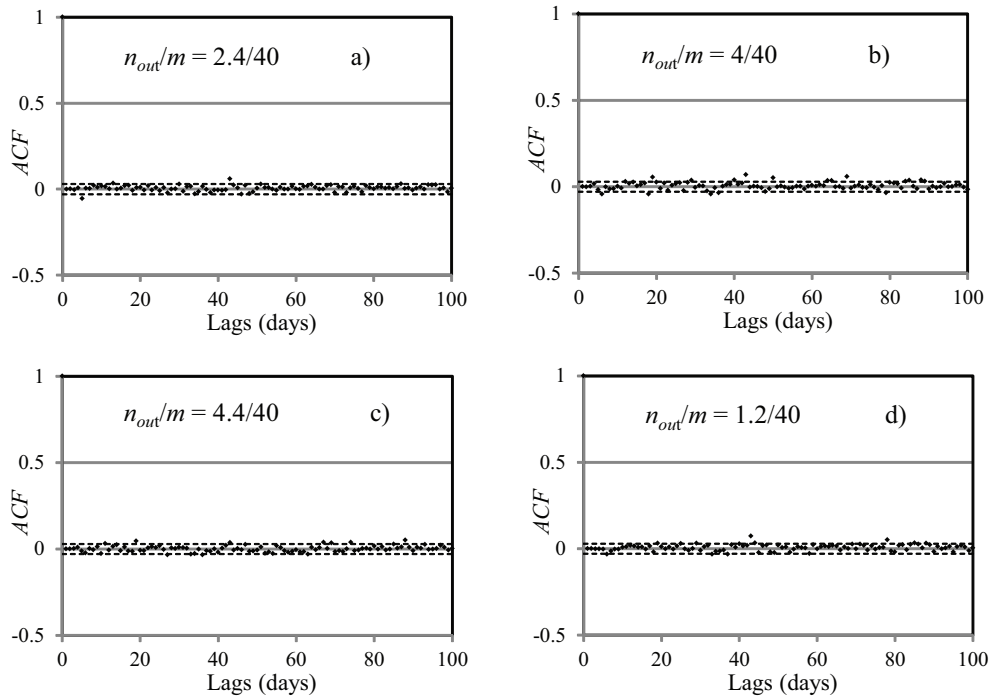 1
0.5
0
-0.5
ACF
n_out/m = 2.4/40 a)
0 20 40 60 80 100
Lags (days)
1
0.5
0
-0.5
ACF
n_out/m = 4/40 b)
0 20 40 60 80 100
Lags (days)
1
0.5
0
-0.5
ACF
n_out/m = 4.4/40 c)
0 20 40 60 80 100
Lags (days)
1
0.5
0
-0.5
ACF
n_out/m = 1.2/40 d)
0 20 40 60 80 100
Lags (days)